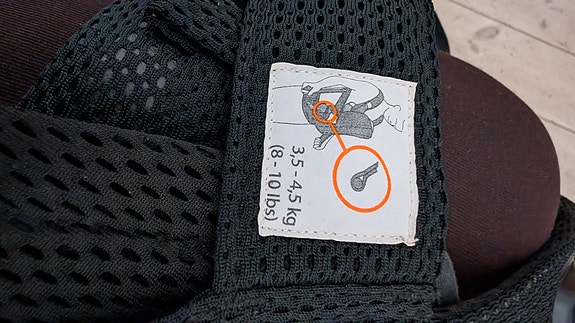 3,5 - 4,5 kg
(8 - 10 lbs)